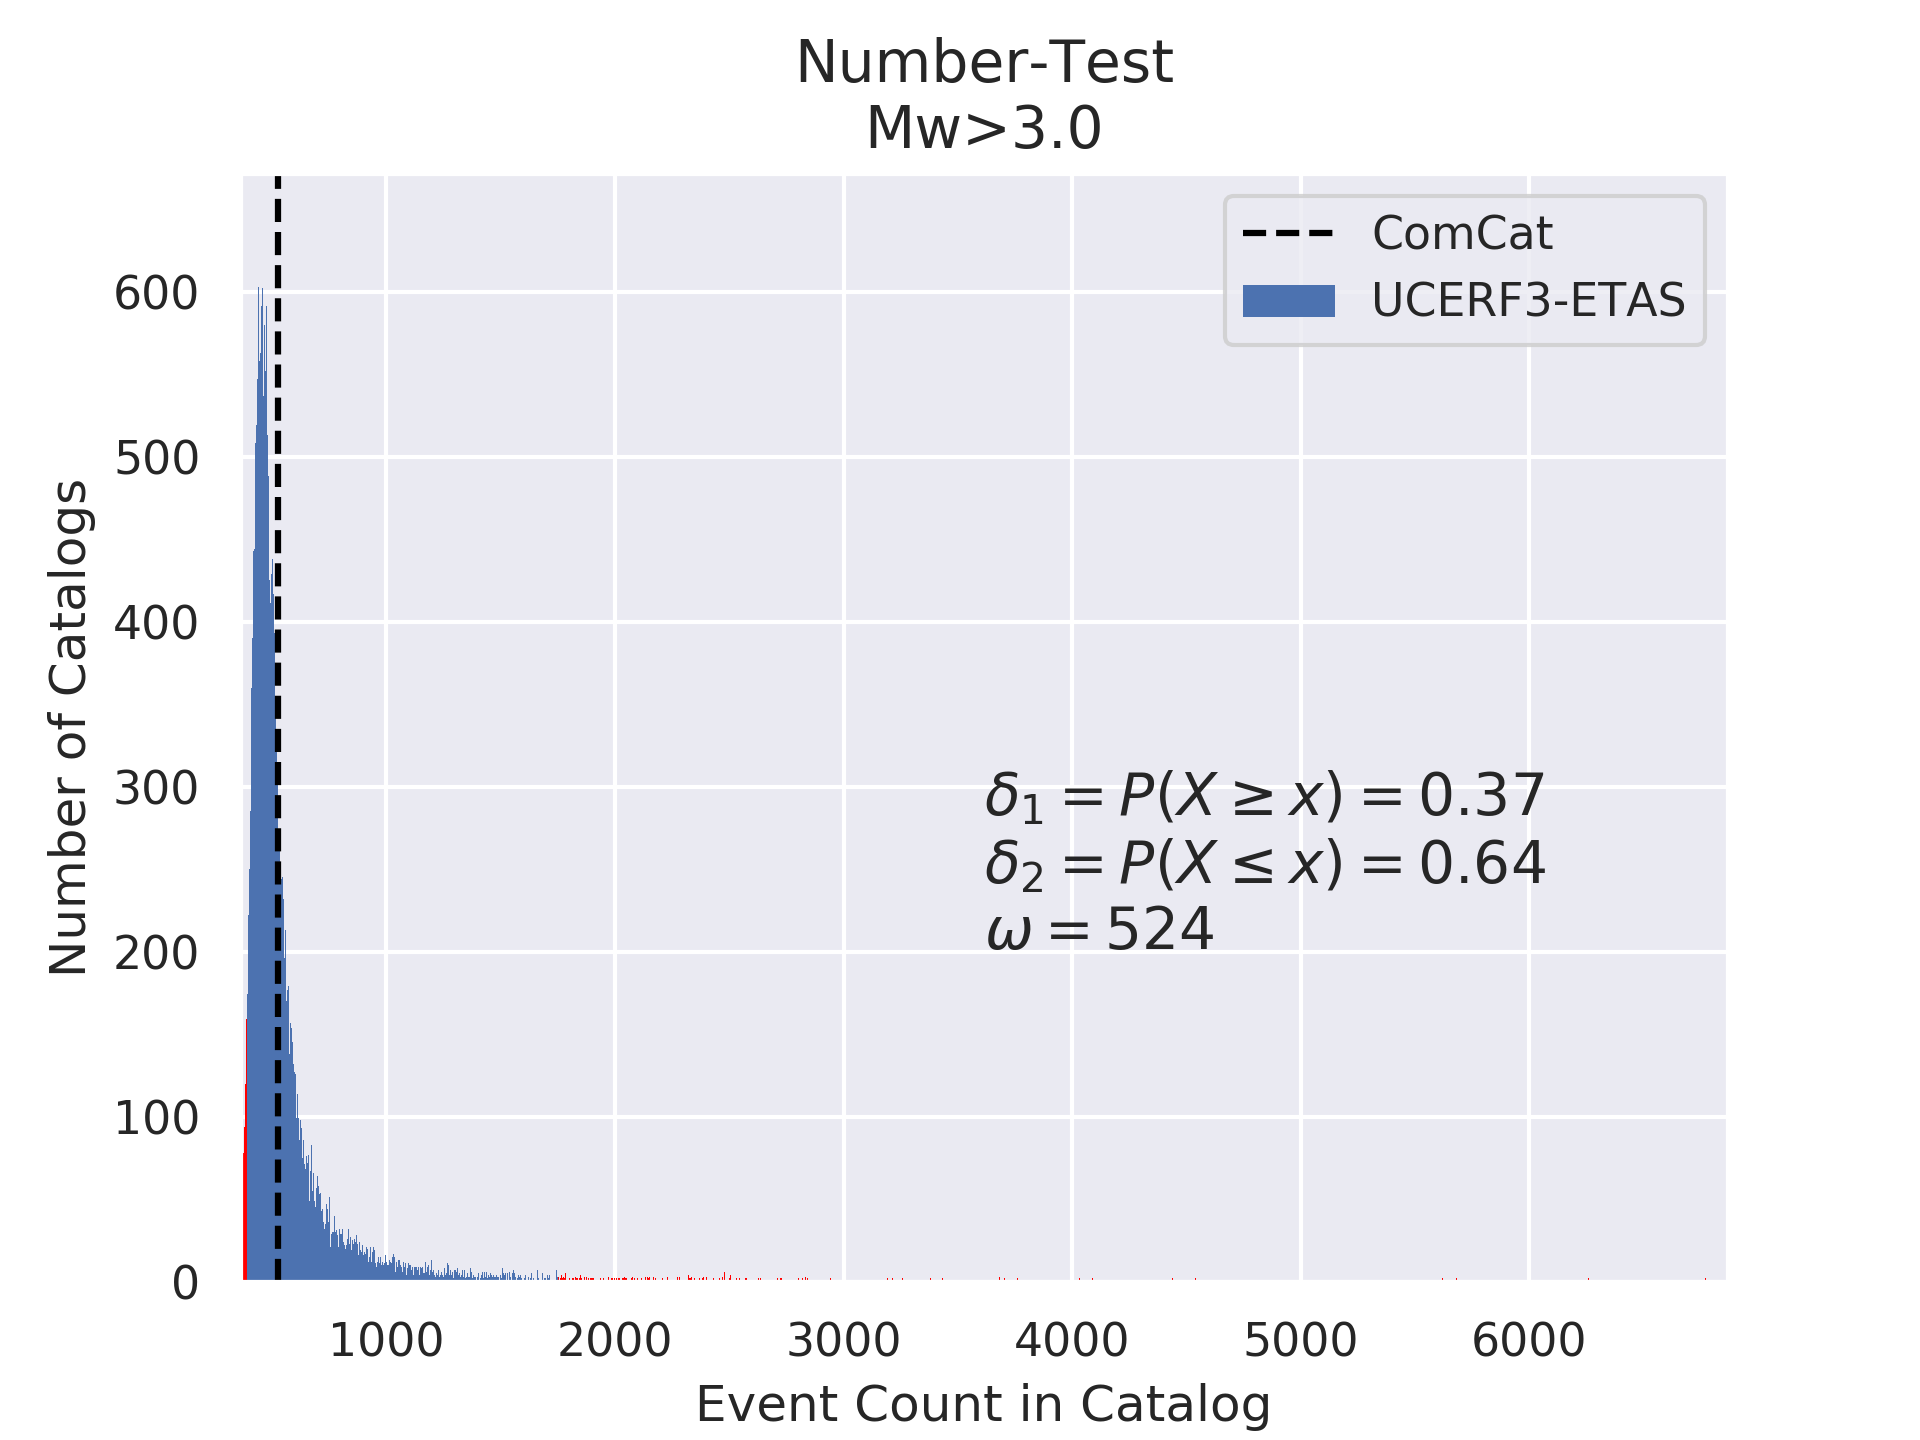 Number-Test
Mw>3.0
ComCat
UCERF3-ETAS
600
500
400
300
200
100
0
Number of Catalogs
δ₁ = P(X ≥ x) = 0.37
δ₂ = P(X ≤ x) = 0.64
ω = 524
1000 2000 3000 4000 5000 6000
Event Count in Catalog